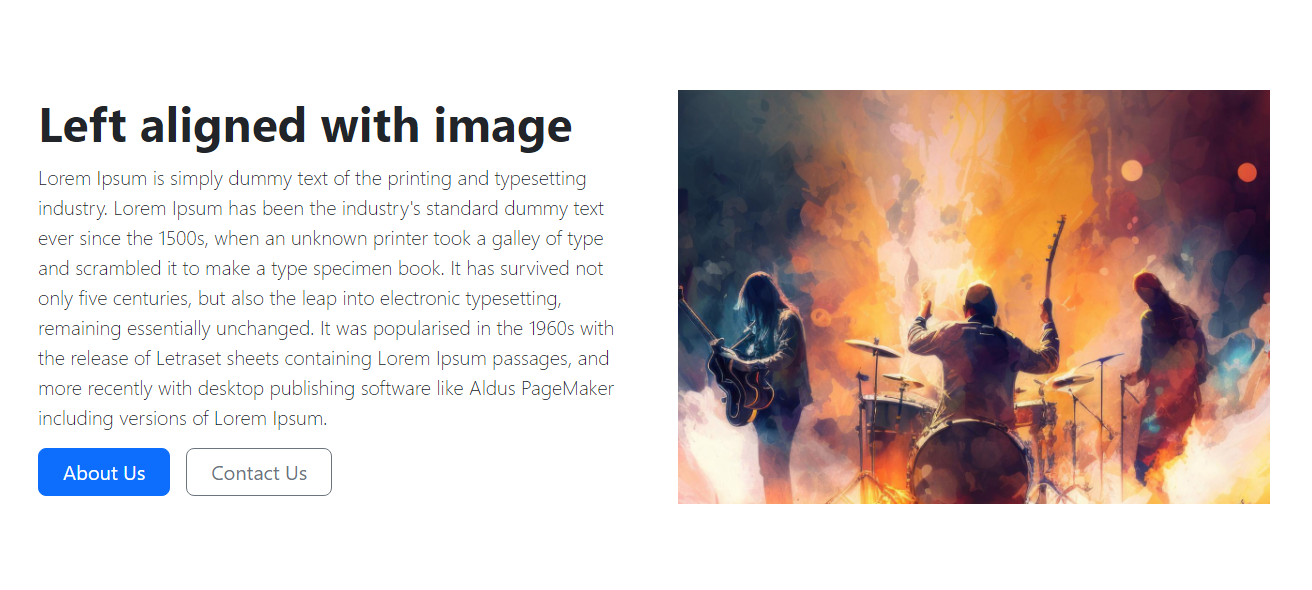 Left aligned with image
Lorem Ipsum is simply dummy text of the printing and typesetting
industry. Lorem Ipsum has been the industry's standard dummy text
ever since the 1500s, when an unknown printer took a galley of type
and scrambled it to make a type specimen book. It has survived not
only five centuries, but also the leap into electronic typesetting,
remaining essentially unchanged. It was popularised in the 1960s with
the release of Letraset sheets containing Lorem Ipsum passages, and
more recently with desktop publishing software like Aldus PageMaker
including versions of Lorem Ipsum.
About Us
Contact Us